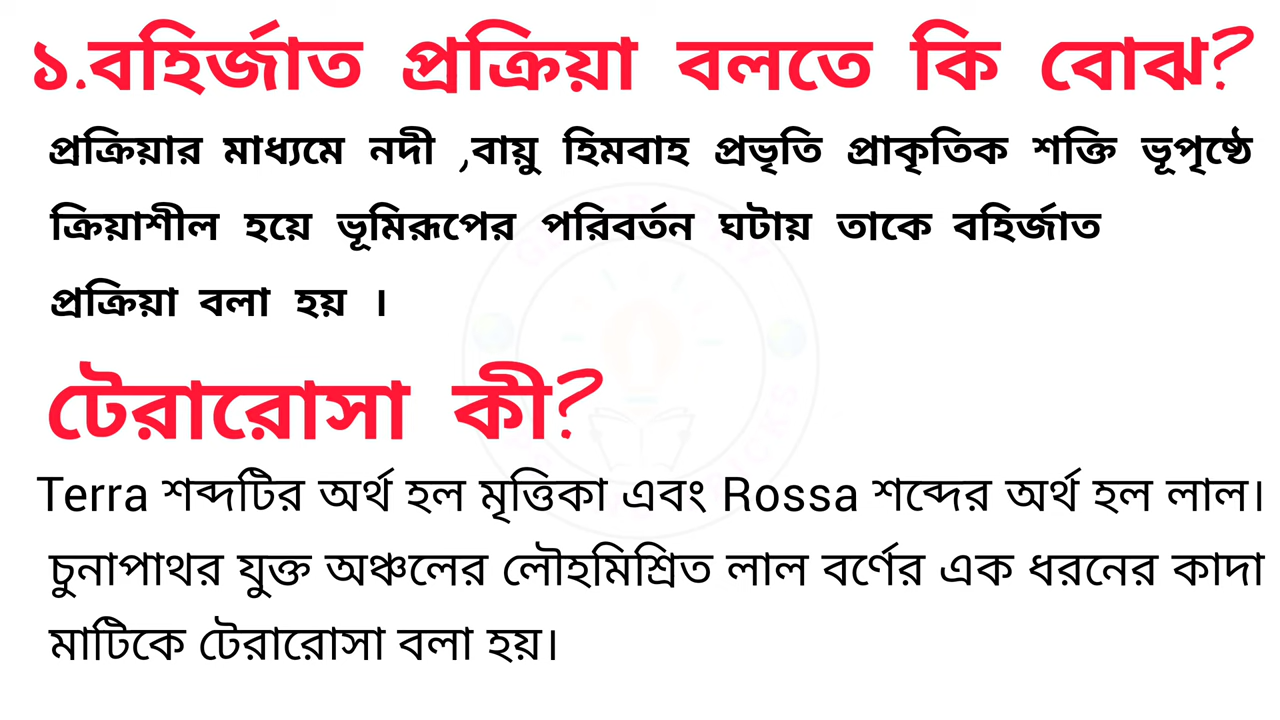 ১.বহির্জাত প্রক্রিয়া বলতে কি বোঝ?
প্রক্রিয়ার মাধ্যমে নদী ,বায়ু হিমবাহ প্রভৃতি প্রাকৃতিক শক্তি ভূপৃষ্ঠে
ক্রিয়াশীল হয়ে ভূমিরূপের পরিবর্তন ঘটায় তাকে বহির্জাত
প্রক্রিয়া বলা হয় ।
টেরারোসা কী?
Terra শব্দটির অর্থ হল মৃত্তিকা এবং Rossa শব্দের অর্থ হল লাল।
চুনাপাথর যুক্ত অঞ্চলের লৌহমিশ্রিত লাল বর্ণের এক ধরনের কাদা
মাটিকে টেরারোসা বলা হয়।